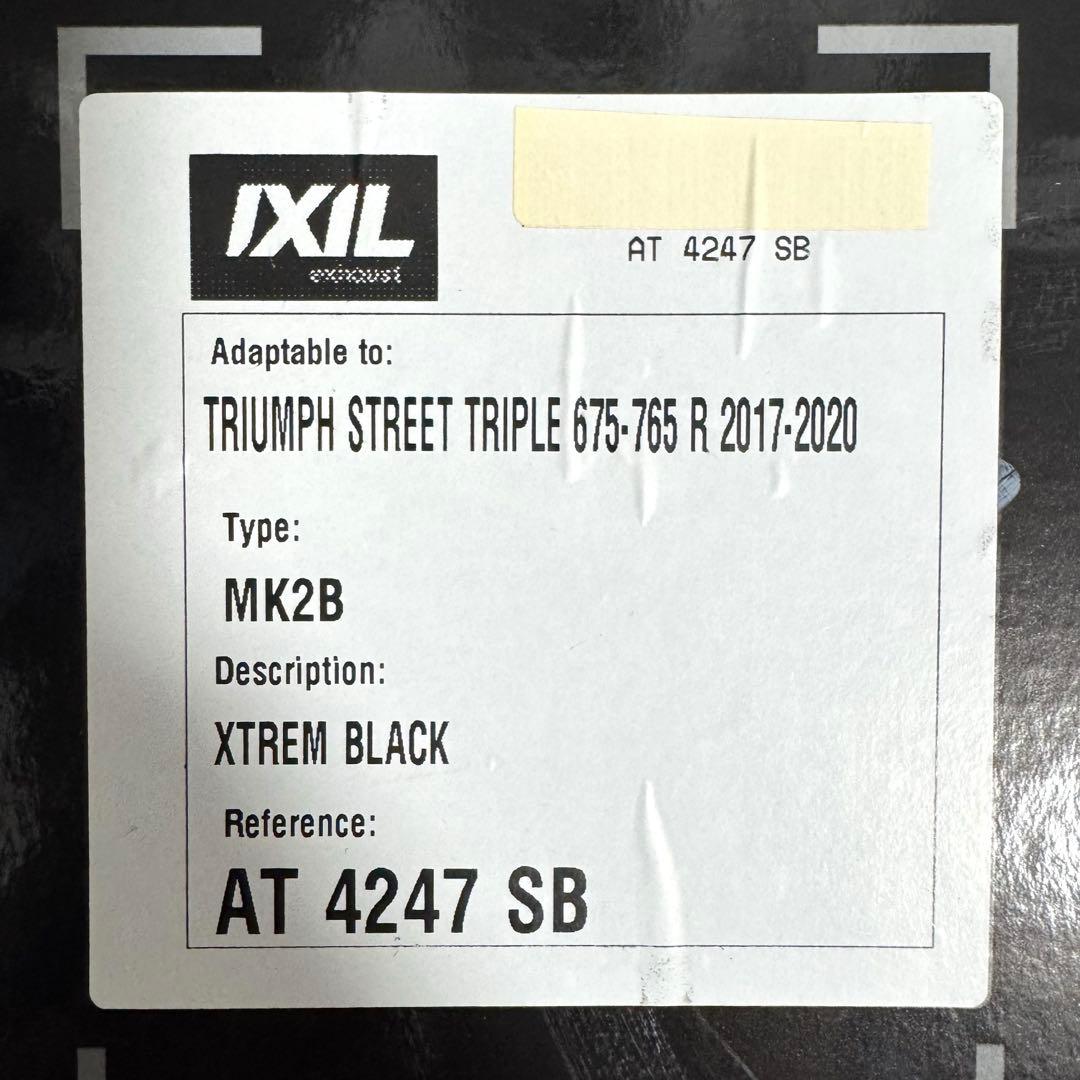 IXIL
exhaust
AT 4247 SB
Adaptable to:
TRIUMPH STREET TRIPLE 675-765 R 2017-2020
Type:
MK2B
Description:
XTREM BLACK
Reference:
AT 4247 SB